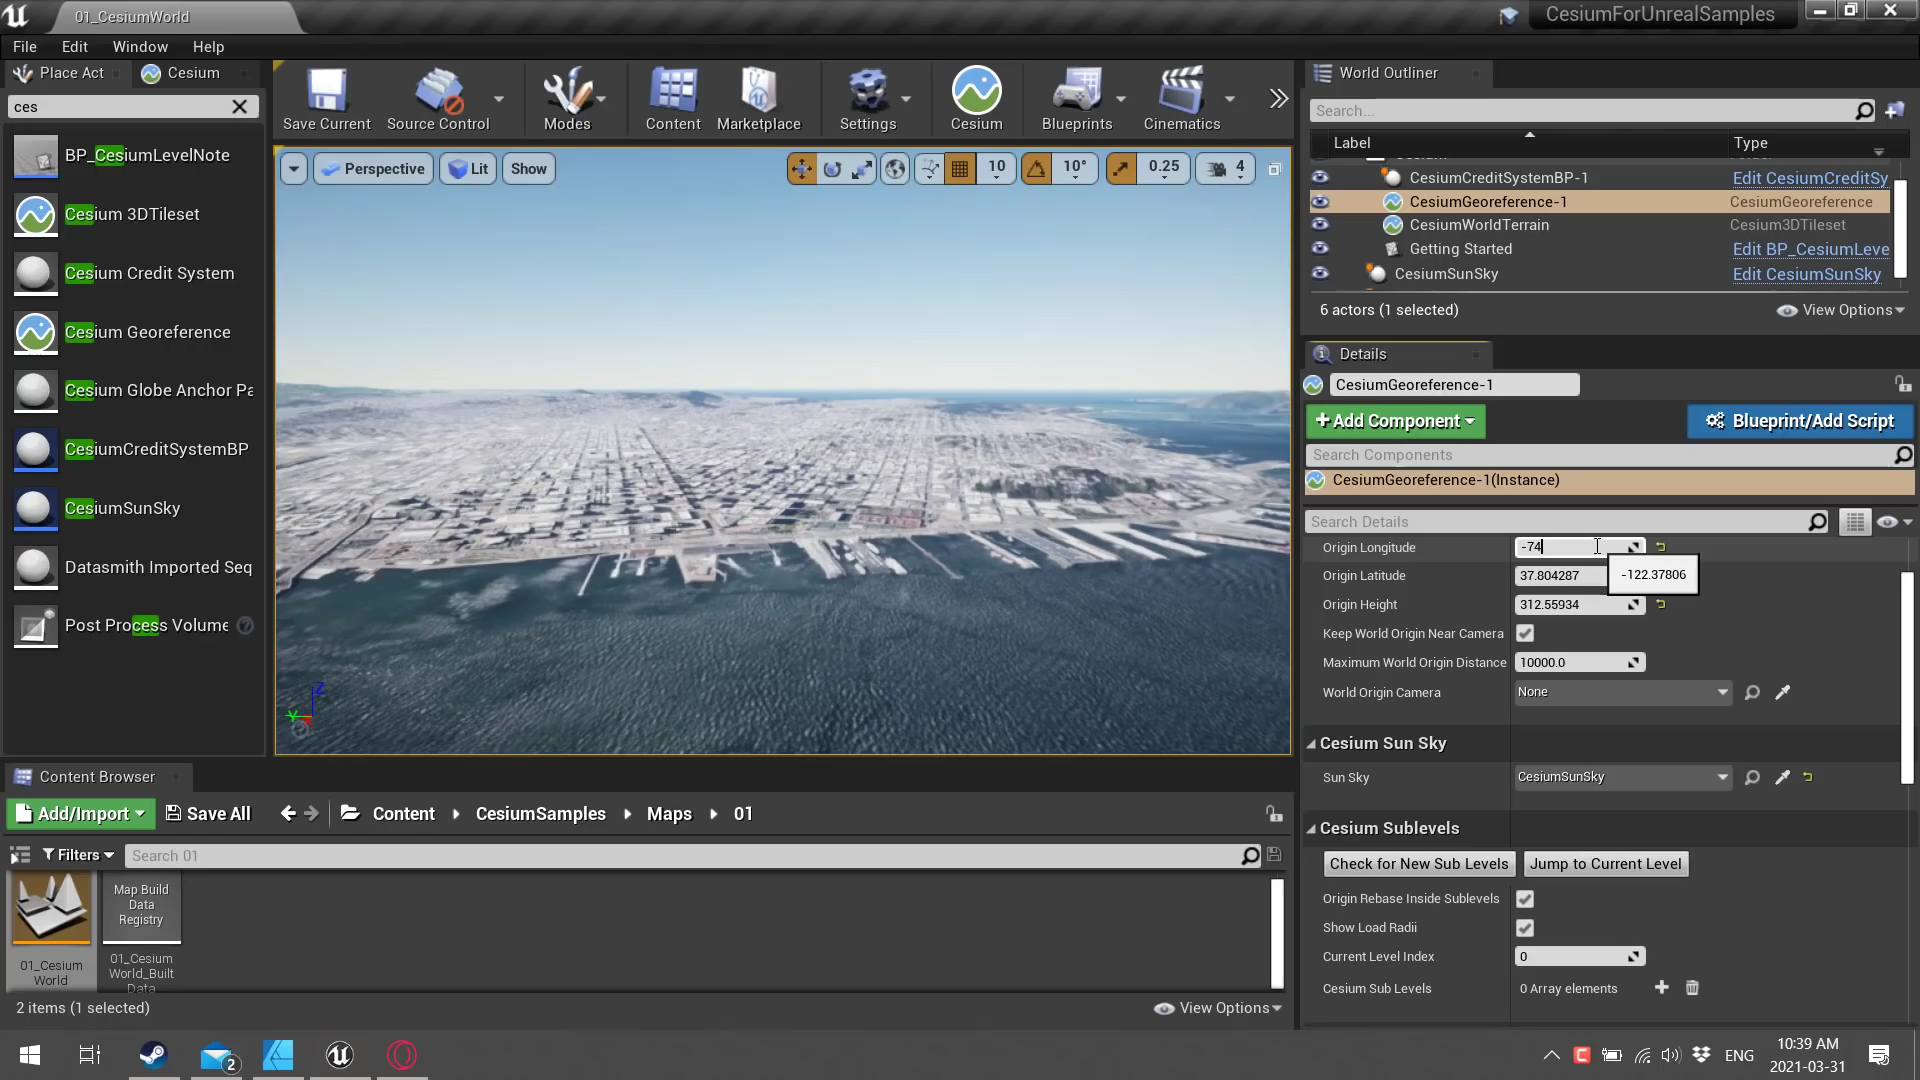 01_CesiumWorld
CesiumForUnrealSamples
File Edit Window Help
Place Act
Cesium
ces
BP_CesiumLevelNote
Cesium 3DTileset
Cesium Credit System
Cesium Georeference
Cesium Globe Anchor Pa
CesiumCreditSystemBP
CesiumSunSky
Datasmith Imported Seq
Post Process Volume
Save Current
Source Control
Modes
Content
Marketplace
Settings
Cesium
Blueprints
Cinematics
Perspective
Lit
Show
10
10°
0.25
4
Z
Y
World Outliner
Search...
Label Type
CesiumCreditSystemBP-1 Edit CesiumCreditSy
CesiumGeoreference-1 CesiumGeoreference
CesiumWorldTerrain Cesium3DTileset
Getting Started Edit BP_CesiumLeve
CesiumSunSky Edit CesiumSunSky
6 actors (1 selected)
View Options
Details
CesiumGeoreference-1
+Add Component
Blueprint/Add Script
Search Components
CesiumGeoreference-1(Instance)
Search Details
Origin Longitude -74
-122.37806
Origin Latitude 37.804287
Origin Height 312.55934
Keep World Origin Near Camera
Maximum World Origin Distance 10000.0
World Origin Camera None
Cesium Sun Sky
Sun Sky CesiumSunSky
Cesium Sublevels
Check for New Sub Levels Jump to Current Level
Origin Rebase Inside Sublevels
Show Load Radii
Current Level Index 0
Cesium Sub Levels 0 Array elements
Content Browser
Add/Import Save All Content CesiumSamples Maps 01
Filters Search 01
Map Build
Data
Registry
01_Cesium
World
01_Cesium
World_Built
Data
2 items (1 selected)
View Options
2
ENG
10:39 AM
2021-03-31